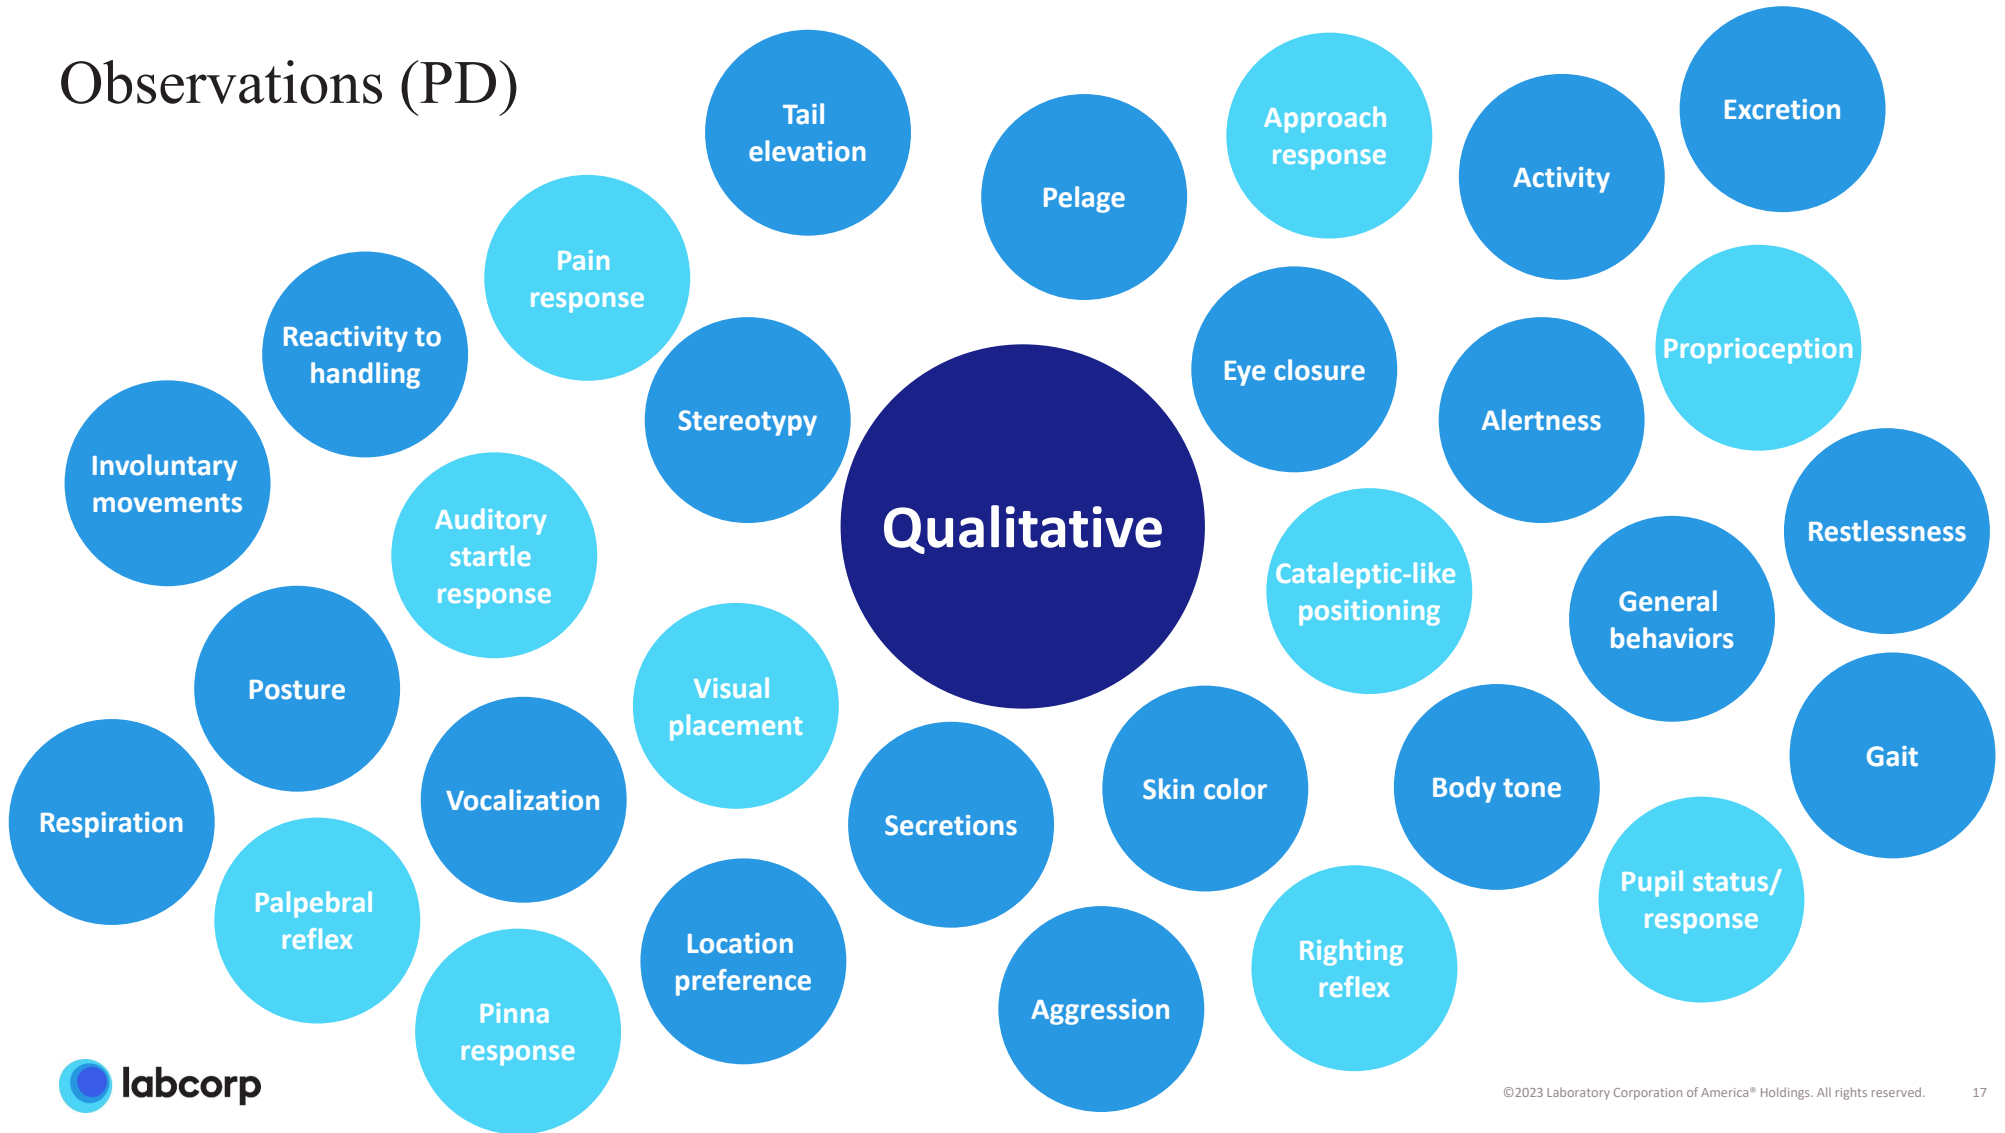 Observations (PD)
Tail
elevation
Pelage
Approach
response
Activity
Excretion
Pain
response
Reactivity to
handling
Stereotypy
Eye closure
Alertness
Proprioception
Involuntary
movements
Auditory
startle
response
Qualitative
Cataleptic-like
positioning
General
behaviors
Restlessness
Posture
Visual
placement
Vocalization
Respiration
Secretions
Skin color
Body tone
Gait
Palpebral
reflex
Pinna
response
Location
preference
Aggression
Righting
reflex
Pupil status/
response
labcorp
©2023 Laboratory Corporation of America® Holdings. All rights reserved.
17